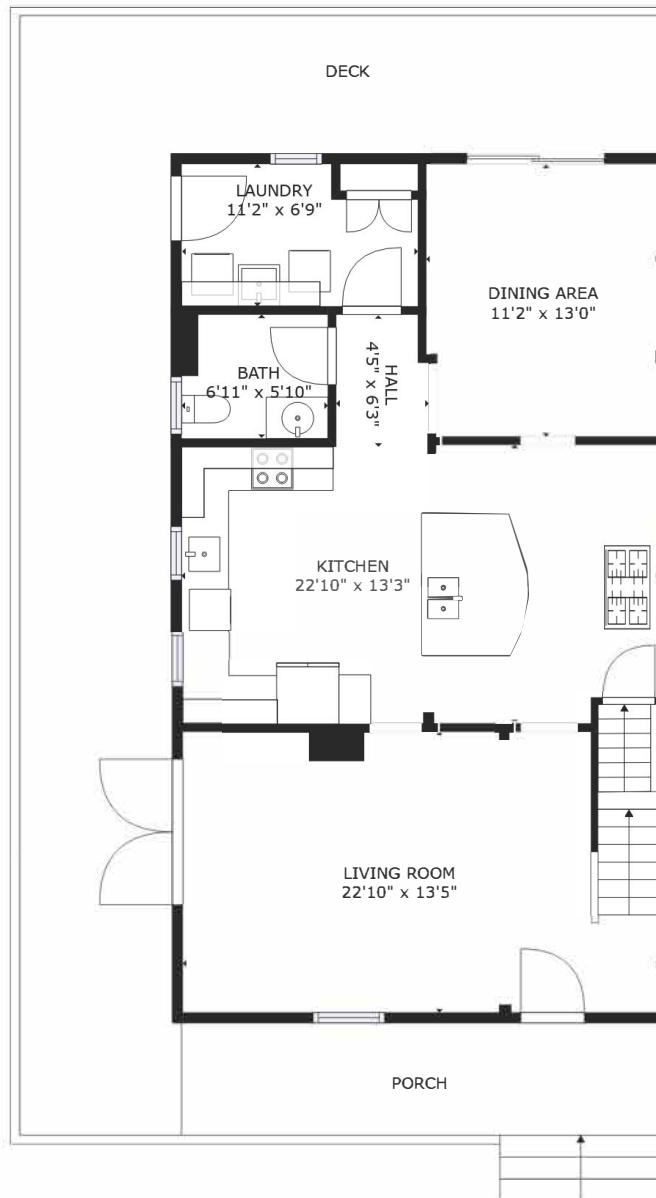 DECK
LAUNDRY
11'2" x 6'9"
DINING AREA
11'2" x 13'0"
BATH
6'11" x 5'10"
HALL
4'5" x 6'3"
KITCHEN
22'10" x 13'3"
LIVING ROOM
22'10" x 13'5"
PORCH